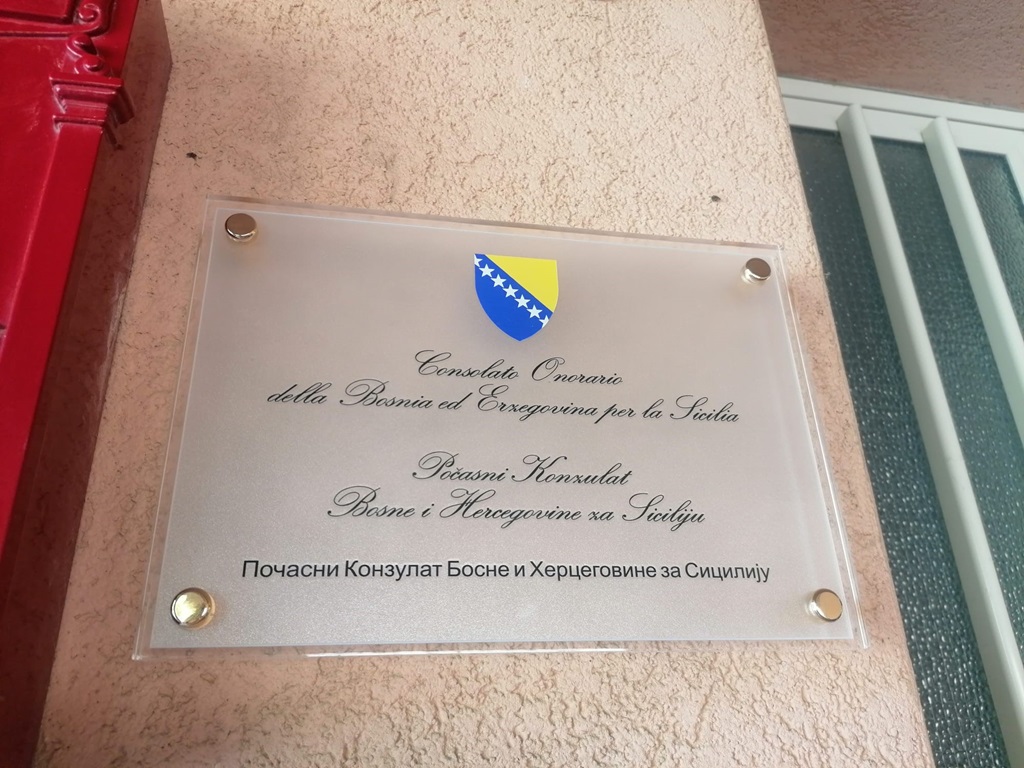 Consolato Onorario
della Bosnia ed Erzegovina per la Sicilia
Počasni Konzulat
Bosne i Hercegovine za Siciliju
Почасни Конзулат Босне и Херцеговине за Сицилију